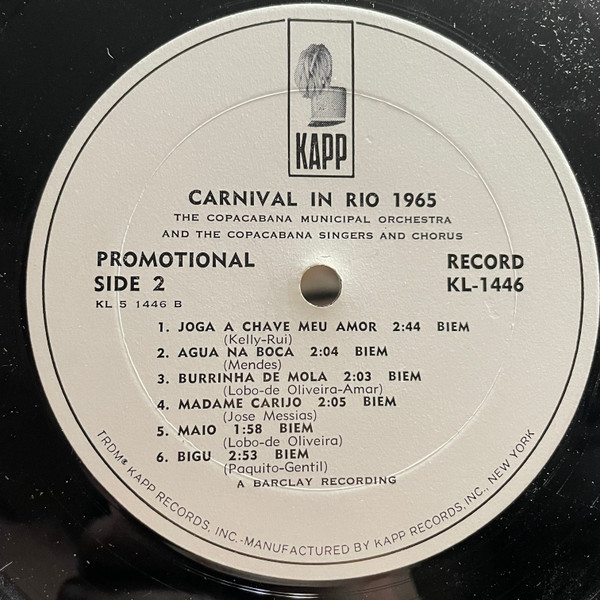 KAPP
CARNIVAL IN RIO 1965
THE COPACABANA MUNICIPAL ORCHESTRA
AND THE COPACABANA SINGERS AND CHORUS
PROMOTIONAL RECORD
SIDE 2 KL-1446
KL 5 1446 B
1. JOGA A CHAVE MEU AMOR 2:44 BIEM
(Kelly-Rui)
2. AGUA NA BOCA 2:04 BIEM
(Mendes)
3. BURRINHA DE MOLA 2:03 BIEM
(Lobo-de Oliveira-Amar)
4. MADAME CARIJO 2:05 BIEM
(Jose Messias)
5. MAIO 1:58 BIEM
(Lobo-de Oliveira)
6. BIGU 2:53 BIEM
(Paquito-Gentil)
A BARCLAY RECORDING
TRDMK KAPP RECORDS, INC.-MANUFACTURED BY KAPP RECORDS, INC., NEW YORK